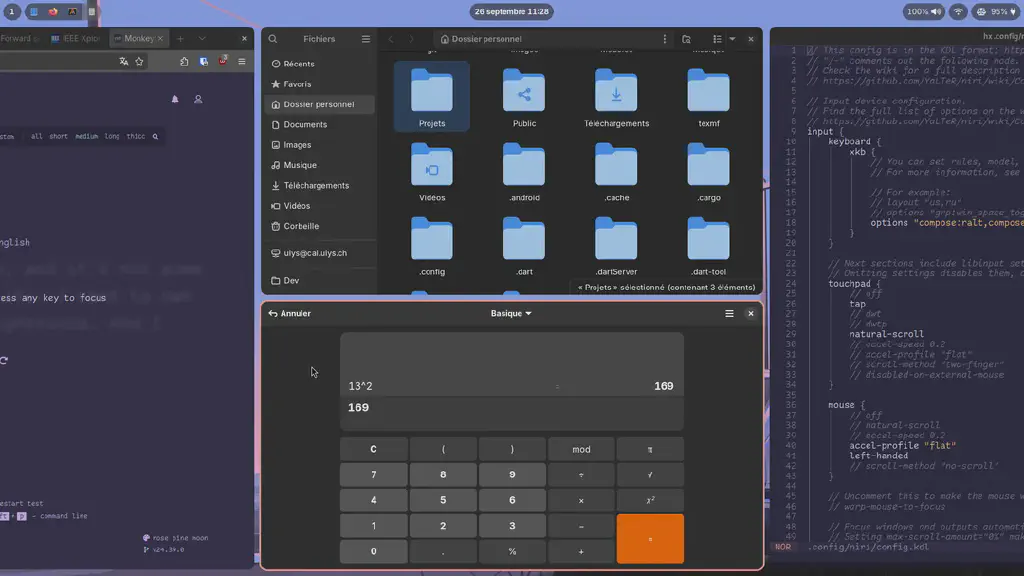 1
26 septembre 11:28
100%
95%
Forward
IEEE Xplor
Monkey
all short medium long thicc
nglish
ess any key to focus
estart test
- command line
rose pine moon
v24.39.0
Fichiers
Récents
Favoris
Dossier personnel
Documents
Images
Musique
Téléchargements
Vidéos
Corbeille
ulys@cal.ulys.ch
Dev
Dossier personnel
Projets
Public
Téléchargements
texmf
Vidéos
.android
.cache
.cargo
.config
.dart
.dartServer
.dart-tool
« Projets » sélectionné (contenant 3 éléments)
Annuler
Basique
13^2 = 169
169
C ( ) mod π
7 8 9 ÷ √
4 5 6 × x²
1 2 3 − =
0 . % +
hx .config/n
1 // This config is in the KDL format: http
2 // "/-" comments out the following node.
3 // Check the wiki for a full description
4 // https://github.com/YaLTeR/niri/wiki/Co
5
6 // Input device configuration.
7 // Find the full list of options on the w
8 // https://github.com/YaLTeR/niri/wiki/Co
9 input {
10 keyboard {
11 xkb {
12 // You can set rules, model,
13 // For more information, see
14
15 // For example:
16 // layout "us,ru"
17 // options "grp:win_space_tog
18 options "compose:ralt,compose
19 }
20 }
21
22 // Next sections include libinput set
23 // Omitting settings disables them, o
24 touchpad {
25 // off
26 tap
27 // dwt
28 // dwtp
29 natural-scroll
30 // accel-speed 0.2
31 // accel-profile "flat"
32 // scroll-method "two-finger"
33 // disabled-on-external-mouse
34 }
35
36 mouse {
37 // off
38 // natural-scroll
39 // accel-speed 0.2
40 accel-profile "flat"
41 left-handed
42 // scroll-method "no-scroll"
43 }
44
45 // Uncomment this to make the mouse w
46 // warp-mouse-to-focus
47
48 // Focus windows and outputs automati
49 // Setting max-scroll-amount="0%" mak
NOR .config/niri/config.kdl